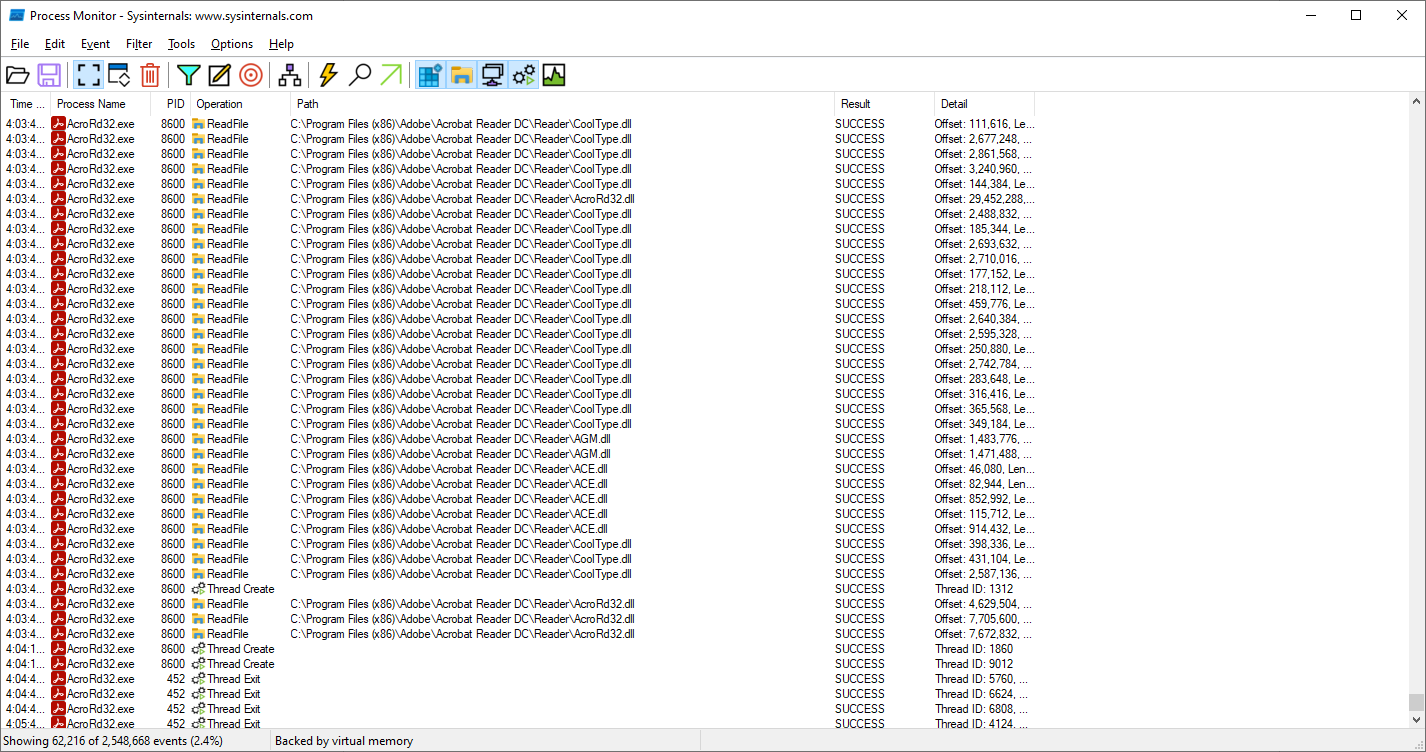 Process Monitor - Sysinternals: www.sysinternals.com
File Edit Event Filter Tools Options Help
Time ... Process Name PID Operation Path Result Detail
4:03:4... AcroRd32.exe 8600 ReadFile C:\Program Files (x86)\Adobe\Acrobat Reader DC\Reader\CoolType.dll SUCCESS Offset: 111,616, Le...
4:03:4... AcroRd32.exe 8600 ReadFile C:\Program Files (x86)\Adobe\Acrobat Reader DC\Reader\CoolType.dll SUCCESS Offset: 2,677,248, ...
4:03:4... AcroRd32.exe 8600 ReadFile C:\Program Files (x86)\Adobe\Acrobat Reader DC\Reader\CoolType.dll SUCCESS Offset: 2,861,568, ...
4:03:4... AcroRd32.exe 8600 ReadFile C:\Program Files (x86)\Adobe\Acrobat Reader DC\Reader\CoolType.dll SUCCESS Offset: 3,240,960, ...
4:03:4... AcroRd32.exe 8600 ReadFile C:\Program Files (x86)\Adobe\Acrobat Reader DC\Reader\CoolType.dll SUCCESS Offset: 144,384, Le...
4:03:4... AcroRd32.exe 8600 ReadFile C:\Program Files (x86)\Adobe\Acrobat Reader DC\Reader\AcroRd32.dll SUCCESS Offset: 29,452,288,...
4:03:4... AcroRd32.exe 8600 ReadFile C:\Program Files (x86)\Adobe\Acrobat Reader DC\Reader\CoolType.dll SUCCESS Offset: 2,488,832, ...
4:03:4... AcroRd32.exe 8600 ReadFile C:\Program Files (x86)\Adobe\Acrobat Reader DC\Reader\CoolType.dll SUCCESS Offset: 185,344, Le...
4:03:4... AcroRd32.exe 8600 ReadFile C:\Program Files (x86)\Adobe\Acrobat Reader DC\Reader\CoolType.dll SUCCESS Offset: 2,693,632, ...
4:03:4... AcroRd32.exe 8600 ReadFile C:\Program Files (x86)\Adobe\Acrobat Reader DC\Reader\CoolType.dll SUCCESS Offset: 2,710,016, ...
4:03:4... AcroRd32.exe 8600 ReadFile C:\Program Files (x86)\Adobe\Acrobat Reader DC\Reader\CoolType.dll SUCCESS Offset: 177,152, Le...
4:03:4... AcroRd32.exe 8600 ReadFile C:\Program Files (x86)\Adobe\Acrobat Reader DC\Reader\CoolType.dll SUCCESS Offset: 218,112, Le...
4:03:4... AcroRd32.exe 8600 ReadFile C:\Program Files (x86)\Adobe\Acrobat Reader DC\Reader\CoolType.dll SUCCESS Offset: 459,776, Le...
4:03:4... AcroRd32.exe 8600 ReadFile C:\Program Files (x86)\Adobe\Acrobat Reader DC\Reader\CoolType.dll SUCCESS Offset: 2,640,384, ...
4:03:4... AcroRd32.exe 8600 ReadFile C:\Program Files (x86)\Adobe\Acrobat Reader DC\Reader\CoolType.dll SUCCESS Offset: 2,595,328, ...
4:03:4... AcroRd32.exe 8600 ReadFile C:\Program Files (x86)\Adobe\Acrobat Reader DC\Reader\CoolType.dll SUCCESS Offset: 250,880, Le...
4:03:4... AcroRd32.exe 8600 ReadFile C:\Program Files (x86)\Adobe\Acrobat Reader DC\Reader\CoolType.dll SUCCESS Offset: 2,742,784, ...
4:03:4... AcroRd32.exe 8600 ReadFile C:\Program Files (x86)\Adobe\Acrobat Reader DC\Reader\CoolType.dll SUCCESS Offset: 283,648, Le...
4:03:4... AcroRd32.exe 8600 ReadFile C:\Program Files (x86)\Adobe\Acrobat Reader DC\Reader\CoolType.dll SUCCESS Offset: 316,416, Le...
4:03:4... AcroRd32.exe 8600 ReadFile C:\Program Files (x86)\Adobe\Acrobat Reader DC\Reader\CoolType.dll SUCCESS Offset: 365,568, Le...
4:03:4... AcroRd32.exe 8600 ReadFile C:\Program Files (x86)\Adobe\Acrobat Reader DC\Reader\CoolType.dll SUCCESS Offset: 349,184, Le...
4:03:4... AcroRd32.exe 8600 ReadFile C:\Program Files (x86)\Adobe\Acrobat Reader DC\Reader\AGM.dll SUCCESS Offset: 1,483,776, ...
4:03:4... AcroRd32.exe 8600 ReadFile C:\Program Files (x86)\Adobe\Acrobat Reader DC\Reader\AGM.dll SUCCESS Offset: 1,471,488, ...
4:03:4... AcroRd32.exe 8600 ReadFile C:\Program Files (x86)\Adobe\Acrobat Reader DC\Reader\ACE.dll SUCCESS Offset: 46,080, Len...
4:03:4... AcroRd32.exe 8600 ReadFile C:\Program Files (x86)\Adobe\Acrobat Reader DC\Reader\ACE.dll SUCCESS Offset: 82,944, Len...
4:03:4... AcroRd32.exe 8600 ReadFile C:\Program Files (x86)\Adobe\Acrobat Reader DC\Reader\ACE.dll SUCCESS Offset: 852,992, Le...
4:03:4... AcroRd32.exe 8600 ReadFile C:\Program Files (x86)\Adobe\Acrobat Reader DC\Reader\ACE.dll SUCCESS Offset: 115,712, Le...
4:03:4... AcroRd32.exe 8600 ReadFile C:\Program Files (x86)\Adobe\Acrobat Reader DC\Reader\ACE.dll SUCCESS Offset: 914,432, Le...
4:03:4... AcroRd32.exe 8600 ReadFile C:\Program Files (x86)\Adobe\Acrobat Reader DC\Reader\CoolType.dll SUCCESS Offset: 398,336, Le...
4:03:4... AcroRd32.exe 8600 ReadFile C:\Program Files (x86)\Adobe\Acrobat Reader DC\Reader\CoolType.dll SUCCESS Offset: 431,104, Le...
4:03:4... AcroRd32.exe 8600 ReadFile C:\Program Files (x86)\Adobe\Acrobat Reader DC\Reader\CoolType.dll SUCCESS Offset: 2,587,136, ...
4:03:4... AcroRd32.exe 8600 Thread Create SUCCESS Thread ID: 1312
4:03:4... AcroRd32.exe 8600 ReadFile C:\Program Files (x86)\Adobe\Acrobat Reader DC\Reader\AcroRd32.dll SUCCESS Offset: 4,629,504, ...
4:03:4... AcroRd32.exe 8600 ReadFile C:\Program Files (x86)\Adobe\Acrobat Reader DC\Reader\AcroRd32.dll SUCCESS Offset: 7,705,600, ...
4:03:4... AcroRd32.exe 8600 ReadFile C:\Program Files (x86)\Adobe\Acrobat Reader DC\Reader\AcroRd32.dll SUCCESS Offset: 7,672,832, ...
4:04:1... AcroRd32.exe 8600 Thread Create SUCCESS Thread ID: 1860
4:04:1... AcroRd32.exe 8600 Thread Create SUCCESS Thread ID: 9012
4:04:4... AcroRd32.exe 452 Thread Exit SUCCESS Thread ID: 5760, ...
4:04:4... AcroRd32.exe 452 Thread Exit SUCCESS Thread ID: 6624, ...
4:04:4... AcroRd32.exe 452 Thread Exit SUCCESS Thread ID: 6808, ...
4:05:4... AcroRd32.exe 452 Thread Exit SUCCESS Thread ID: 4124, ...
Showing 62,216 of 2,548,668 events (2.4%) Backed by virtual memory